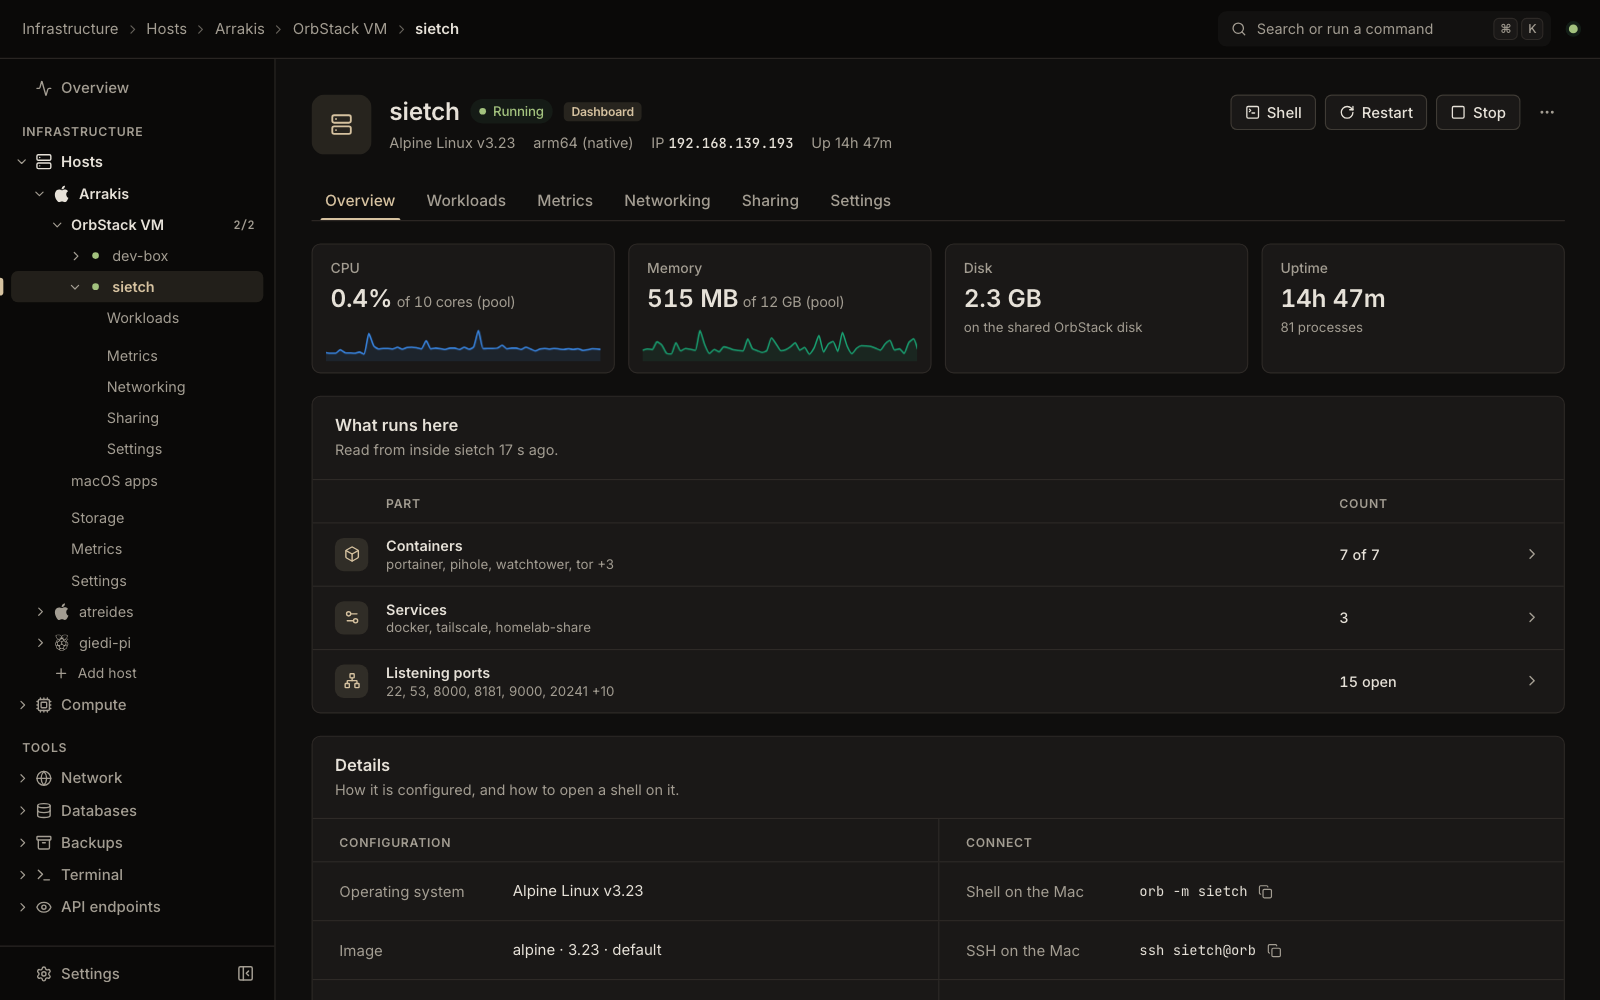 Infrastructure > Hosts > Arrakis > OrbStack VM > sietch
Search or run a command ⌘ K
Overview
INFRASTRUCTURE
Hosts
Arrakis
OrbStack VM 2/2
dev-box
sietch
Workloads
Metrics
Networking
Sharing
Settings
macOS apps
Storage
Metrics
Settings
atreides
giedi-pi
+ Add host
Compute
TOOLS
Network
Databases
Backups
Terminal
API endpoints
Settings
sietch Running Dashboard
Alpine Linux v3.23 arm64 (native) IP 192.168.139.193 Up 14h 47m
Shell Restart Stop ···
Overview Workloads Metrics Networking Sharing Settings
CPU
0.4% of 10 cores (pool)
Memory
515 MB of 12 GB (pool)
Disk
2.3 GB
on the shared OrbStack disk
Uptime
14h 47m
81 processes
What runs here
Read from inside sietch 17 s ago.
PART COUNT
Containers
portainer, pihole, watchtower, tor +3
7 of 7
Services
docker, tailscale, homelab-share
3
Listening ports
22, 53, 8000, 8181, 9000, 20241 +10
15 open
Details
How it is configured, and how to open a shell on it.
CONFIGURATION
Operating system Alpine Linux v3.23
Image alpine · 3.23 · default
CONNECT
Shell on the Mac orb -m sietch
SSH on the Mac ssh sietch@orb